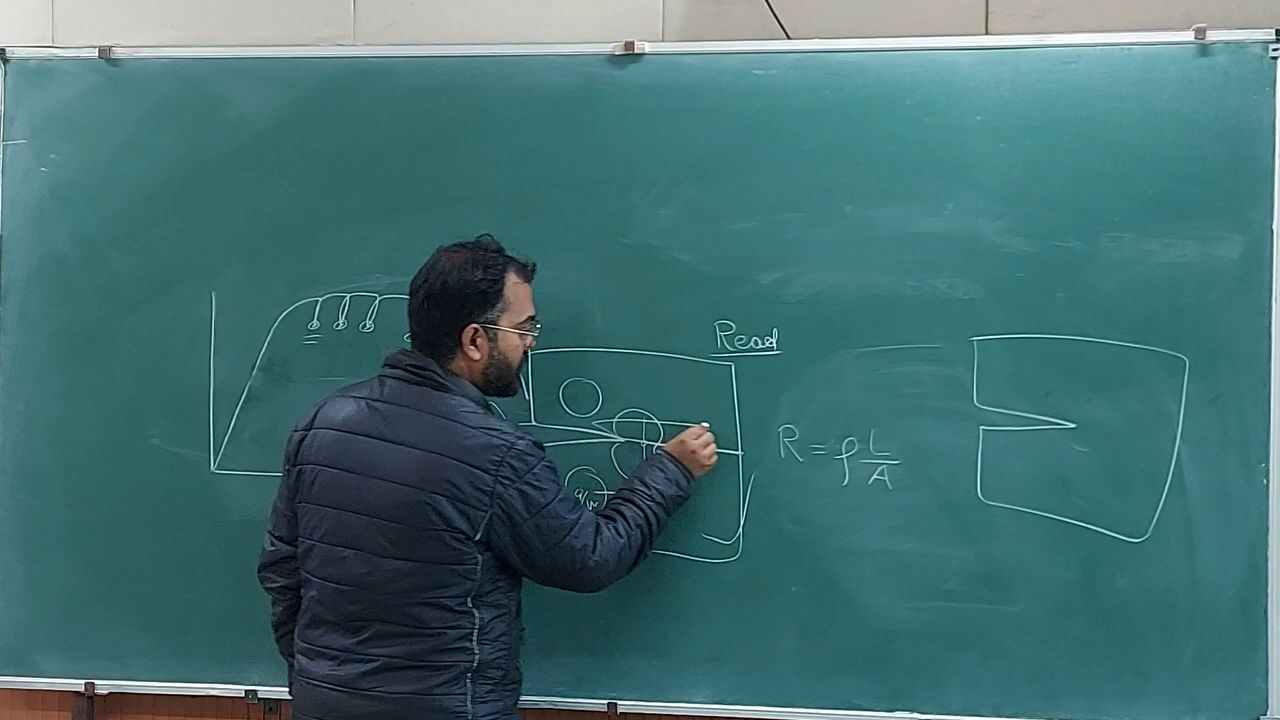 Read
R = ρ L/A
a/w